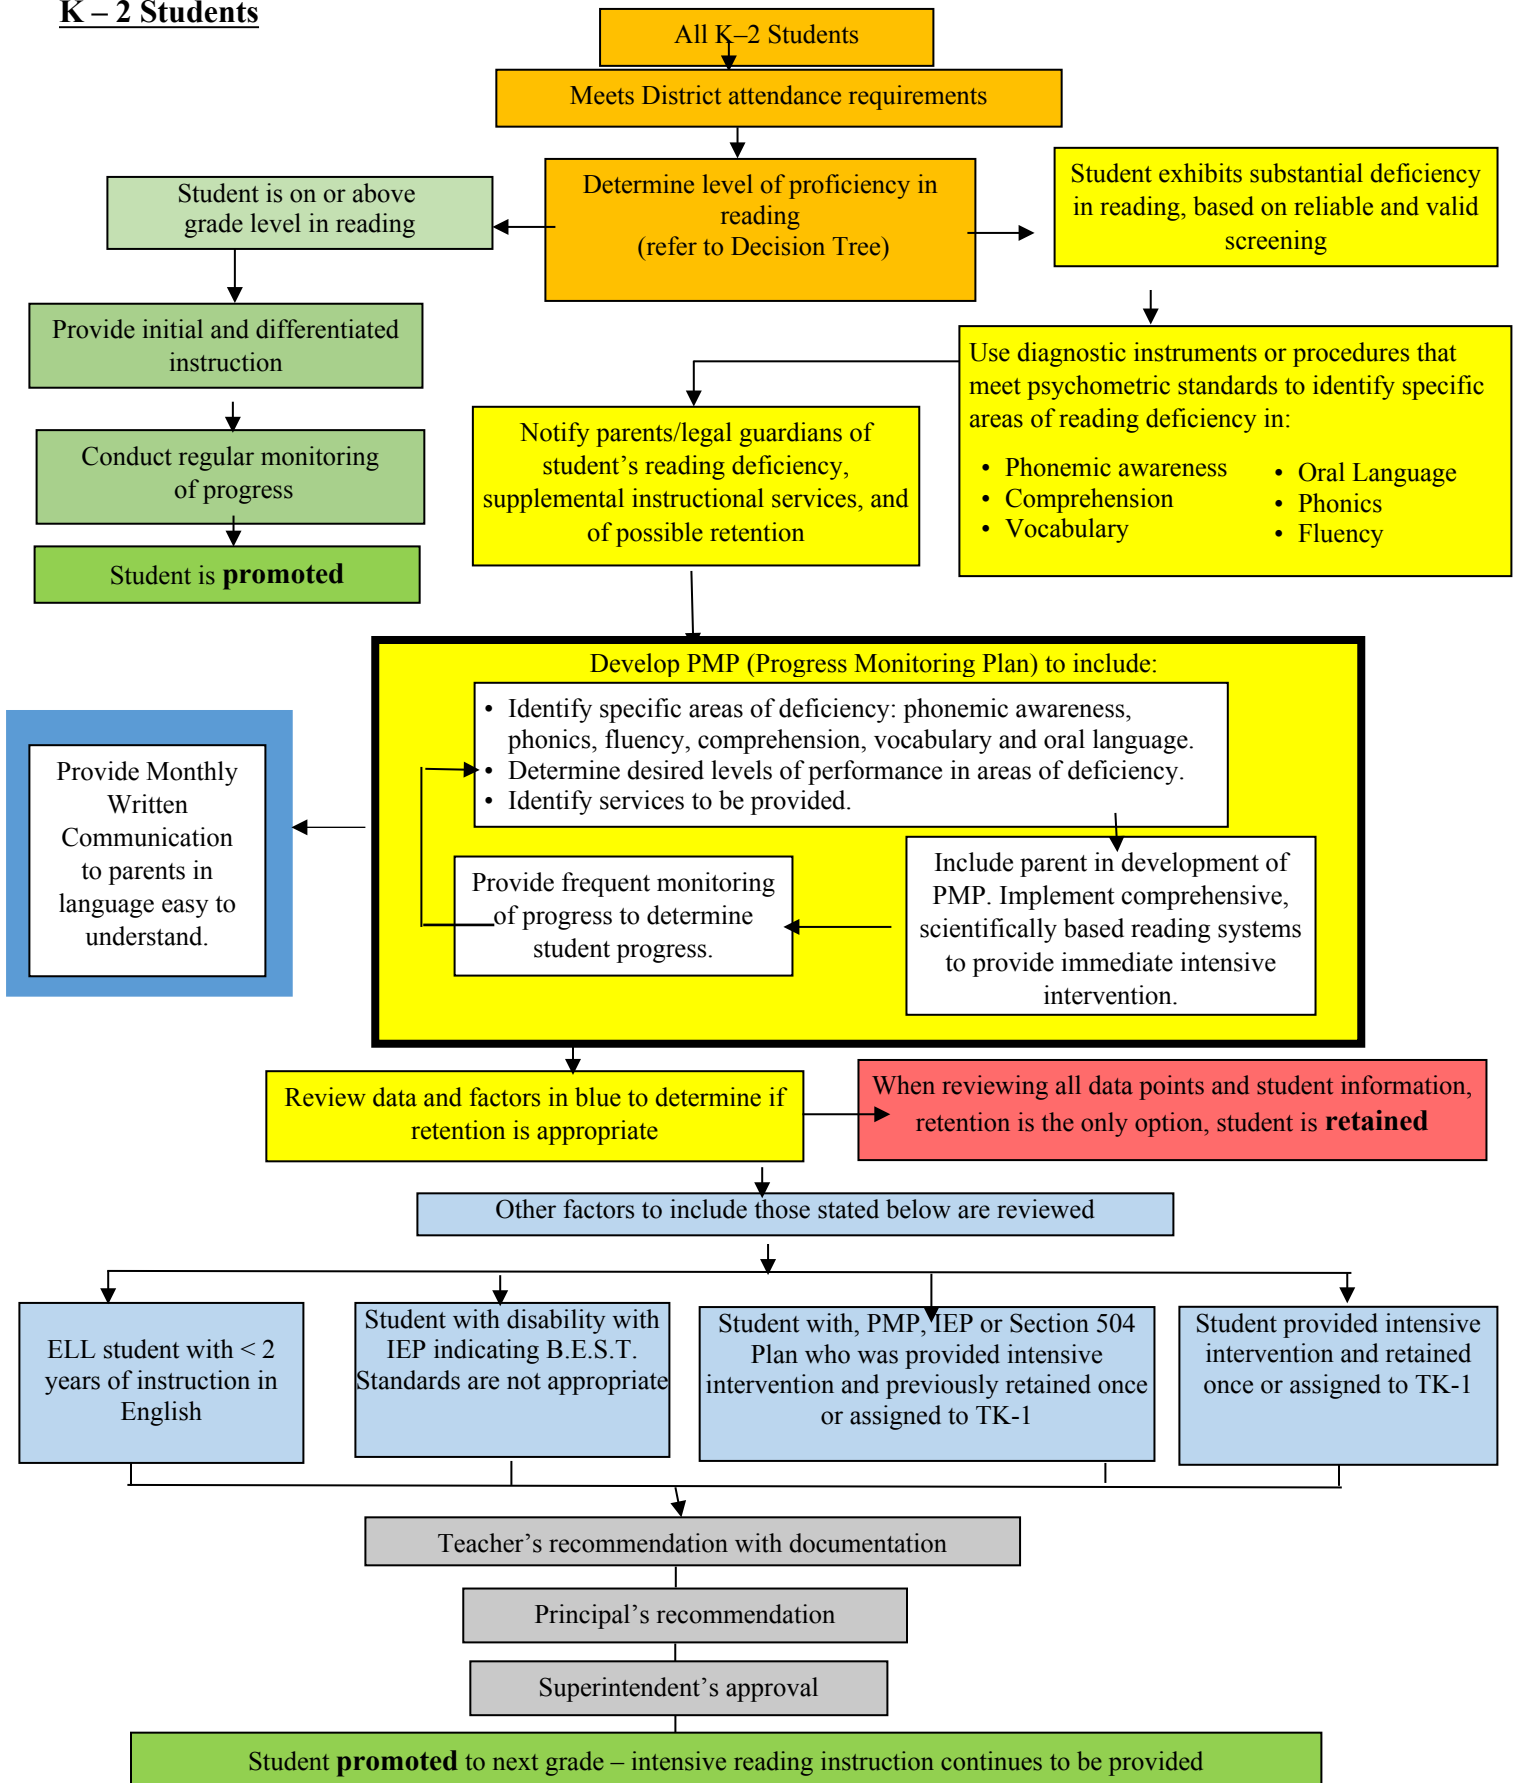 K – 2 Students
All K–2 Students
Meets District attendance requirements
Determine level of proficiency in
reading
(refer to Decision Tree)
Student is on or above
grade level in reading
Student exhibits substantial deficiency
in reading, based on reliable and valid
screening
Provide initial and differentiated
instruction
Use diagnostic instruments or procedures that
meet psychometric standards to identify specific
areas of reading deficiency in:
• Phonemic awareness
• Comprehension
• Vocabulary
• Oral Language
• Phonics
• Fluency
Notify parents/legal guardians of
student’s reading deficiency,
supplemental instructional services, and
of possible retention
Conduct regular monitoring
of progress
Student is promoted
Develop PMP (Progress Monitoring Plan) to include:
• Identify specific areas of deficiency: phonemic awareness,
phonics, fluency, comprehension, vocabulary and oral language.
• Determine desired levels of performance in areas of deficiency.
• Identify services to be provided.
Provide Monthly
Written
Communication
to parents in
language easy to
understand.
Include parent in development of
PMP. Implement comprehensive,
scientifically based reading systems
to provide immediate intensive
intervention.
Provide frequent monitoring
of progress to determine
student progress.
Review data and factors in blue to determine if
retention is appropriate
When reviewing all data points and student information,
retention is the only option, student is retained
Other factors to include those stated below are reviewed
ELL student with < 2
years of instruction in
English
Student with disability with
IEP indicating B.E.S.T.
Standards are not appropriate
Student with, PMP, IEP or Section 504
Plan who was provided intensive
intervention and previously retained once
or assigned to TK-1
Student provided intensive
intervention and retained
once or assigned to TK-1
Teacher’s recommendation with documentation
Principal’s recommendation
Superintendent’s approval
Student promoted to next grade – intensive reading instruction continues to be provided